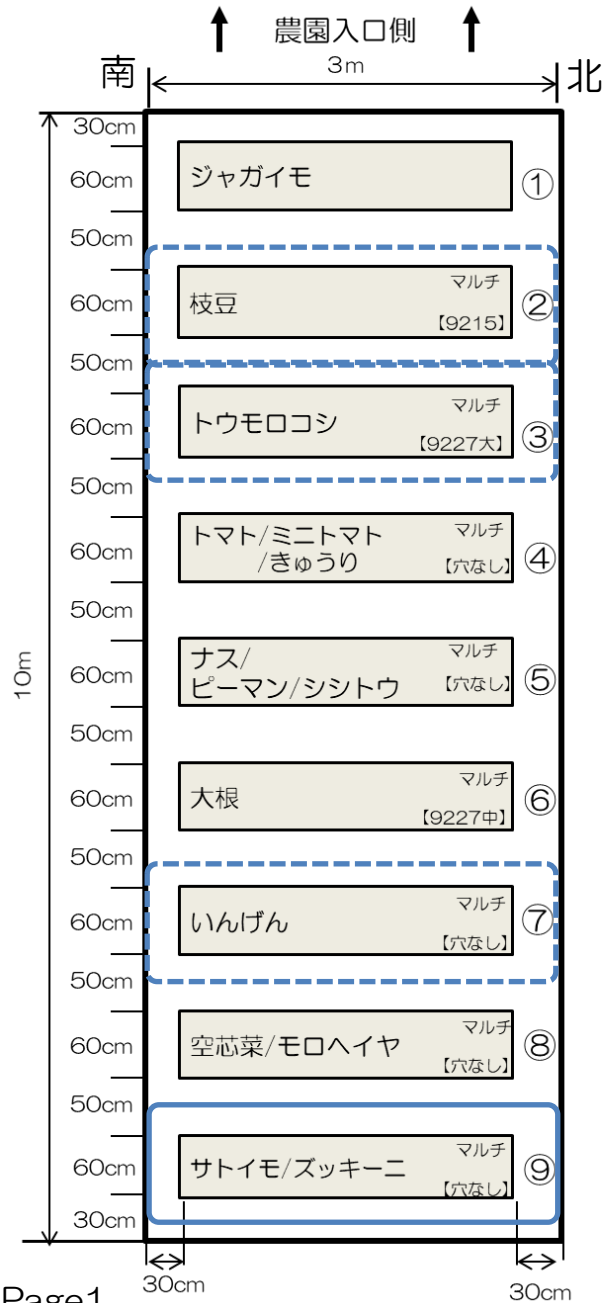 農園入口側
南 3m 北
30cm
60cm ジャガイモ ①
50cm
マルチ
60cm 枝豆 ②
【9215】
50cm
マルチ
60cm トウモロコシ ③
【9227大】
50cm
トマト/ミニトマト マルチ
60cm /きゅうり 【穴なし】 ④
50cm
ナス/ マルチ
10m 60cm ピーマン/シシトウ 【穴なし】 ⑤
50cm
マルチ
60cm 大根 ⑥
【9227中】
50cm
マルチ
60cm いんげん ⑦
【穴なし】
50cm
マルチ
60cm 空芯菜/モロヘイヤ ⑧
【穴なし】
50cm
マルチ
60cm サトイモ/ズッキーニ ⑨
【穴なし】
30cm
30cm 30cm
Page1